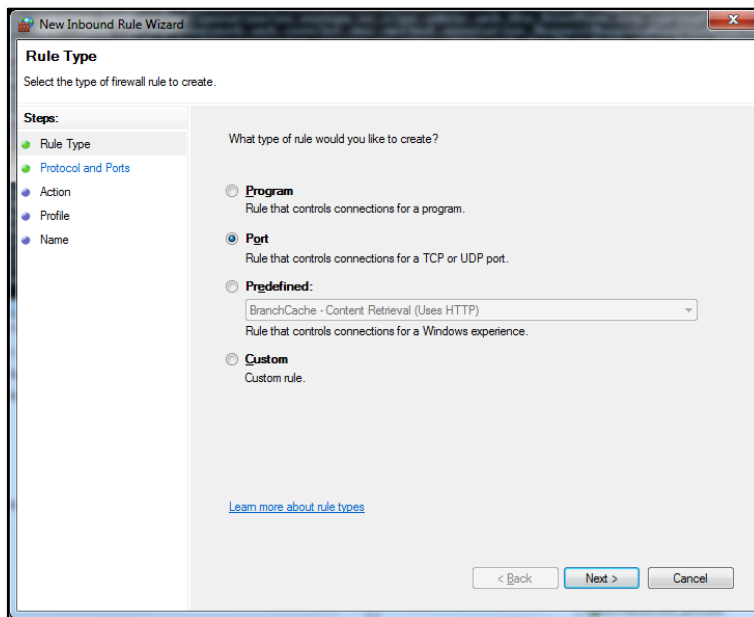 New Inbound Rule Wizard
Rule Type
Select the type of firewall rule to create.
Steps:
Rule Type
Protocol and Ports
Action
Profile
Name
What type of rule would you like to create?
Program
Rule that controls connections for a program.
Port
Rule that controls connections for a TCP or UDP port.
Predefined:
BranchCache - Content Retrieval (Uses HTTP)
Rule that controls connections for a Windows experience.
Custom
Custom rule.
Learn more about rule types
< Back Next > Cancel